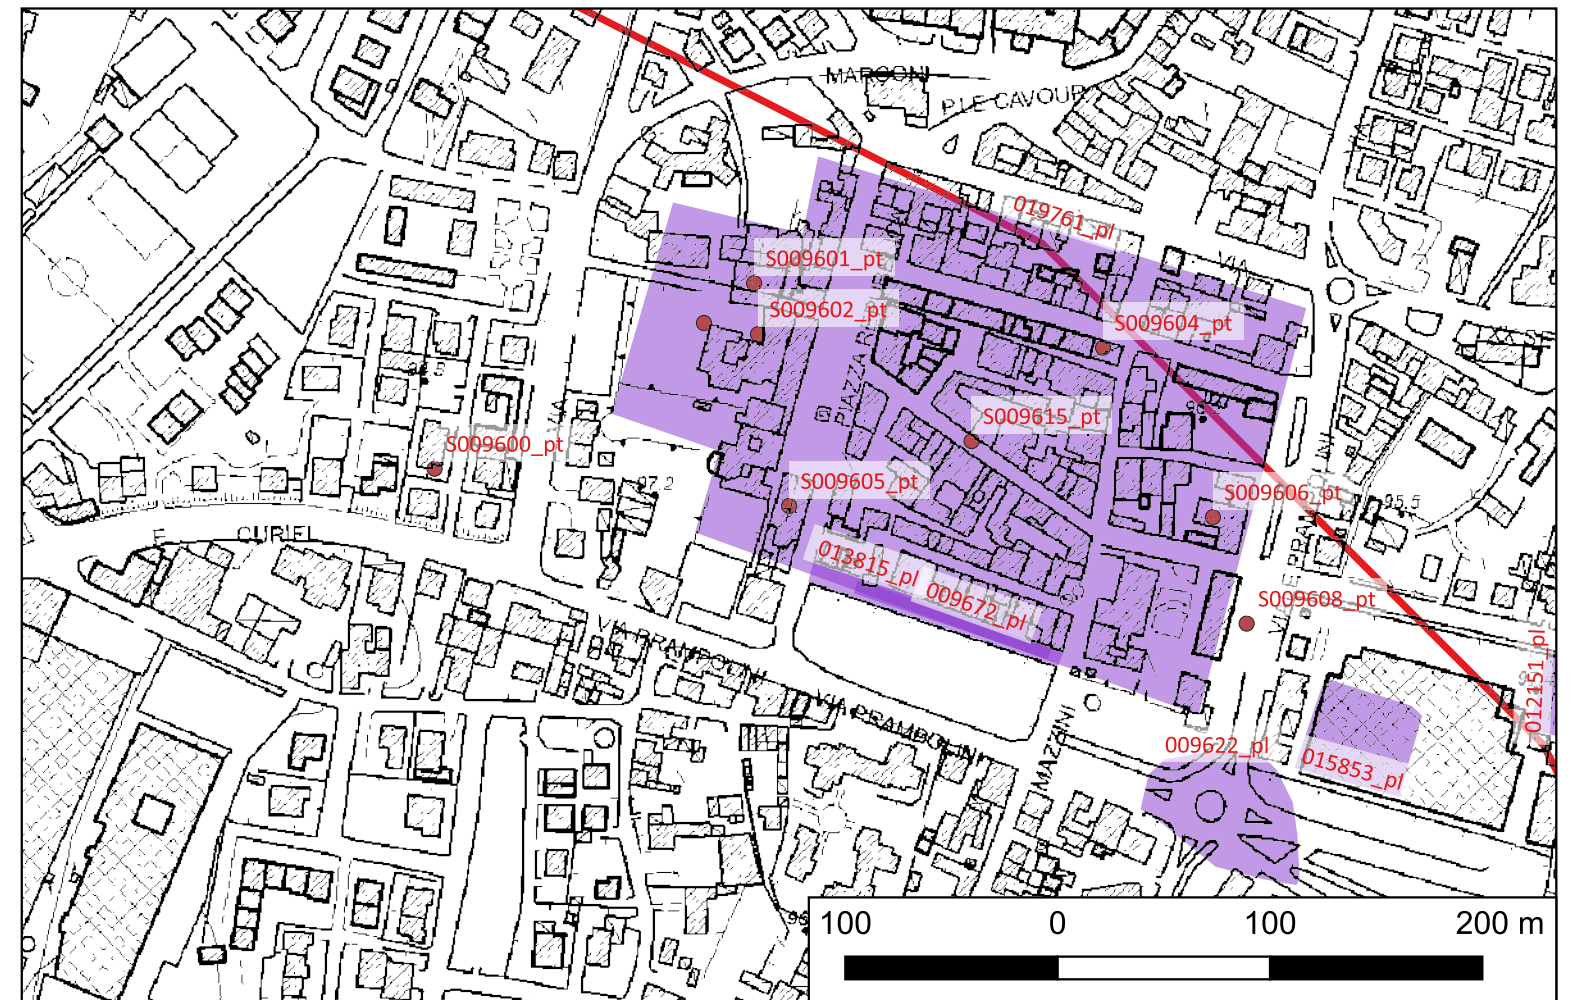 MARCONI
P.LE CAVOUR
019761_pl
VIA
S009601_pt
S009602_pt
S009604_pt
S009615_pt
S009600_pt
VIA
97.2
S009605_pt
S009606_pt
95.5
CURIEL
E
013815_pl
009672_pl
S009608_pt
VIA PRAMPOLINI
VIA PRAMPOLINI
012151_pl
MAZZINI
009622_pl
015853_pl
100 0 100 200 m